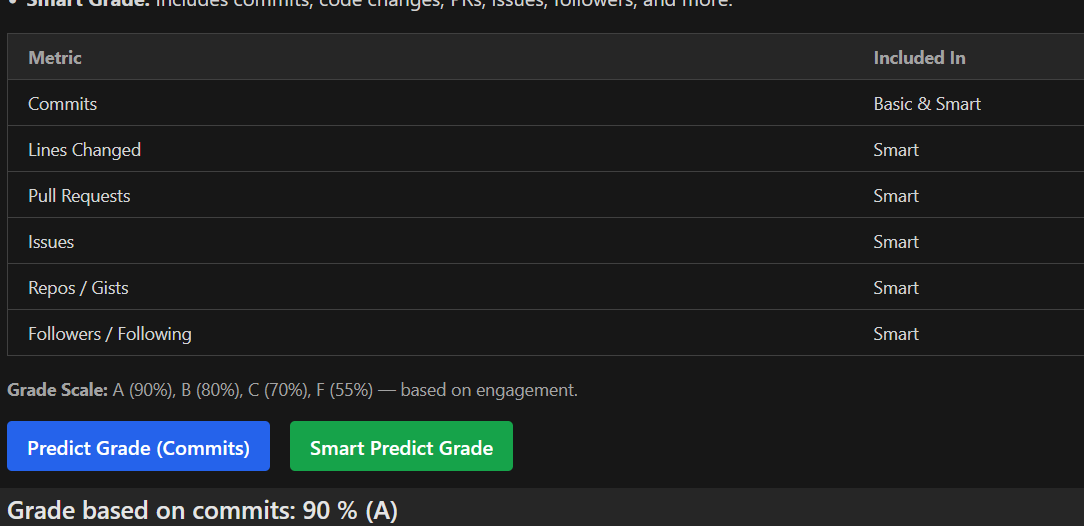 • Smart Grade: Includes commits, code changes, PRs, issues, followers, and more.
Metric Included In
Commits Basic & Smart
Lines Changed Smart
Pull Requests Smart
Issues Smart
Repos / Gists Smart
Followers / Following Smart
Grade Scale: A (90%), B (80%), C (70%), F (55%) — based on engagement.
Predict Grade (Commits) Smart Predict Grade
Grade based on commits: 90 % (A)